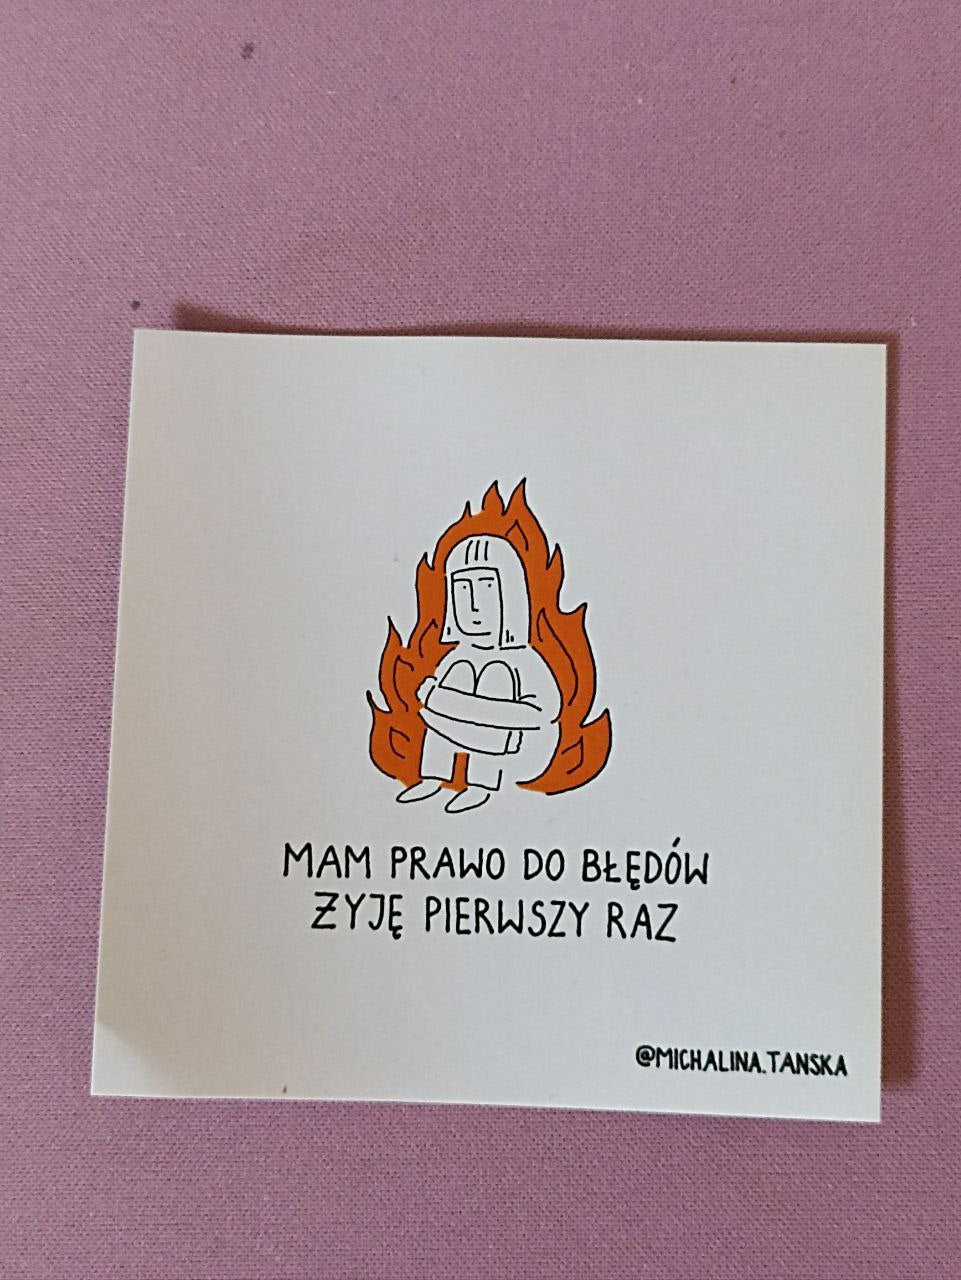 MAM PRAWO DO BŁĘDÓW
ŻYJĘ PIERWSZY RAZ
@MICHALINA.TANSKA